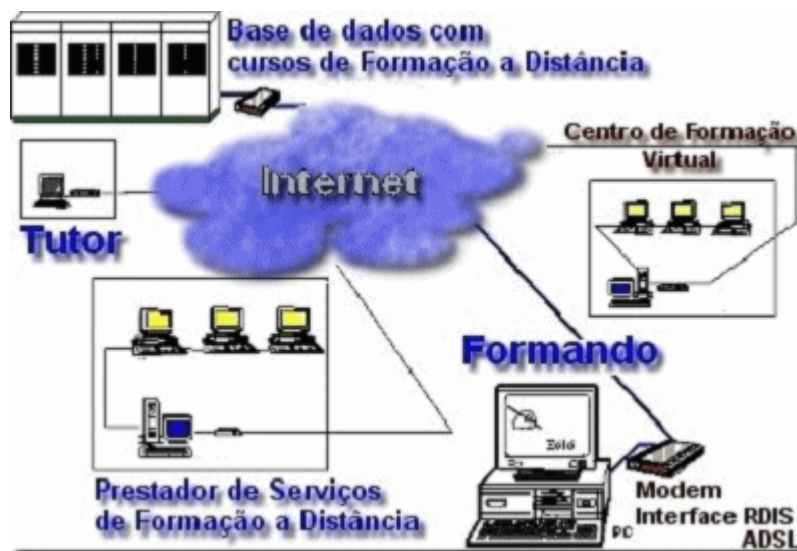 Base de dados com
cursos de Formação a Distância
Centro de Formação
Virtual
Internet
Tutor
Formando
Prestador de Serviços
de Formação a Distância
PC
Modem
Interface RDIS
ADSL